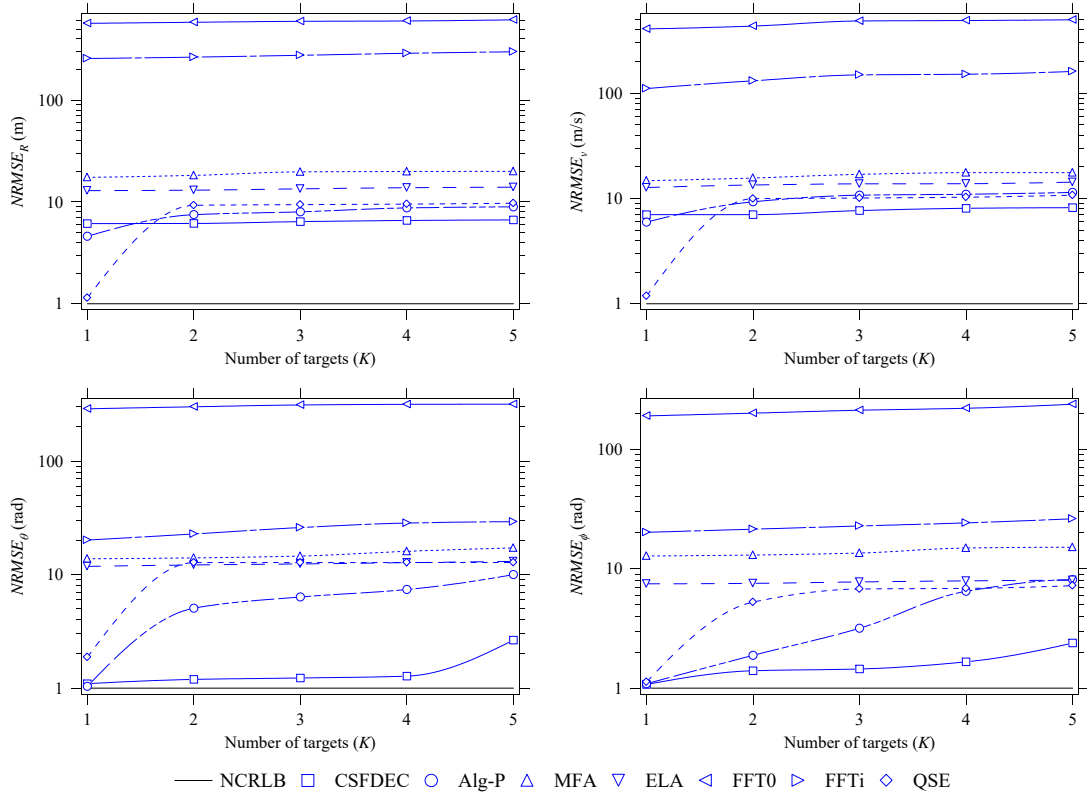 NRMSE_R (m)
100
10
1
1 2 3 4 5
Number of targets (K)
NRMSE_v (m/s)
100
10
1
1 2 3 4 5
Number of targets (K)
NRMSE_θ (rad)
100
10
1
1 2 3 4 5
Number of targets (K)
NRMSE_ϕ (rad)
100
10
1
1 2 3 4 5
Number of targets (K)
NCRLB CSFDEC Alg-P MFA ELA FFT0 FFTi QSE